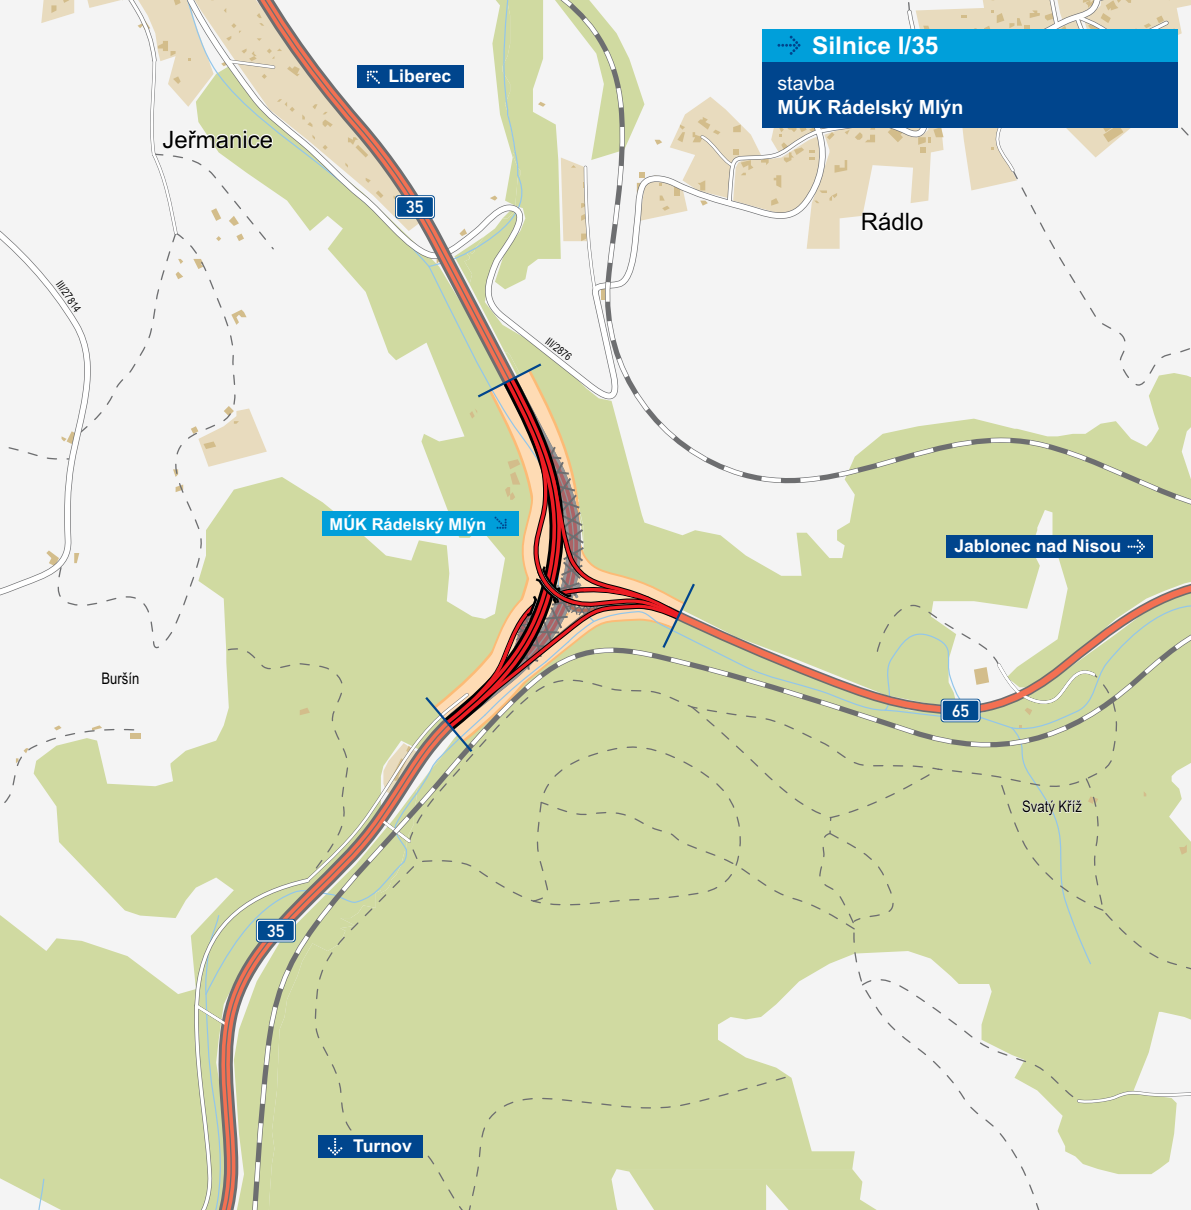 Silnice I/35
stavba
MÚK Rádelský Mlýn
Liberec
Jeřmanice
35
Rádlo
III/27814
III/2876
MÚK Rádelský Mlýn
Jablonec nad Nisou
Buršín
65
Svatý Kříž
35
Turnov